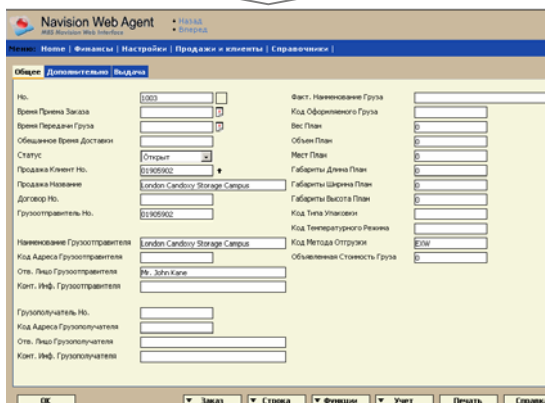 Navision Web Agent
MBS Navision Web Interface
• Назад
• Вперед
Меню: Home | Финансы | Настройки | Продажи и клиенты | Справочники |
Общее Дополнительно Выдача
Но. 1003
Время Приема Заказа
Время Передачи Груза
Обещанное Время Доставки
Статус Открыт
Продажа Клиент Но. 01905902
Продажа Название London Candoxy Storage Campus
Договор Но.
Грузоотправитель Но. 01905902
Наименование Грузоотправителя London Candoxy Storage Campus
Код Адреса Грузоотправителя
Отв. Лицо Грузоотправителя Mr. John Kane
Конт. Инф. Грузоотправителя
Грузополучатель Но.
Код Адреса Грузополучателя
Отв. Лицо Грузополучателя
Конт. Инф. Грузополучателя
Факт. Наименование Груза
Код Оформляемого Груза
Вес План 0
Объем План 0
Мест План 0
Габариты Длина План 0
Габариты Ширина План 0
Габариты Высота План 0
Код Типа Упаковки
Код Температурного Режима
Код Метода Отгрузки EXW
Объявленная Стоимость Груза 0
ОК ▼ Заказ ▼ Строка ▼ Функции ▼ Учет Печать Справка